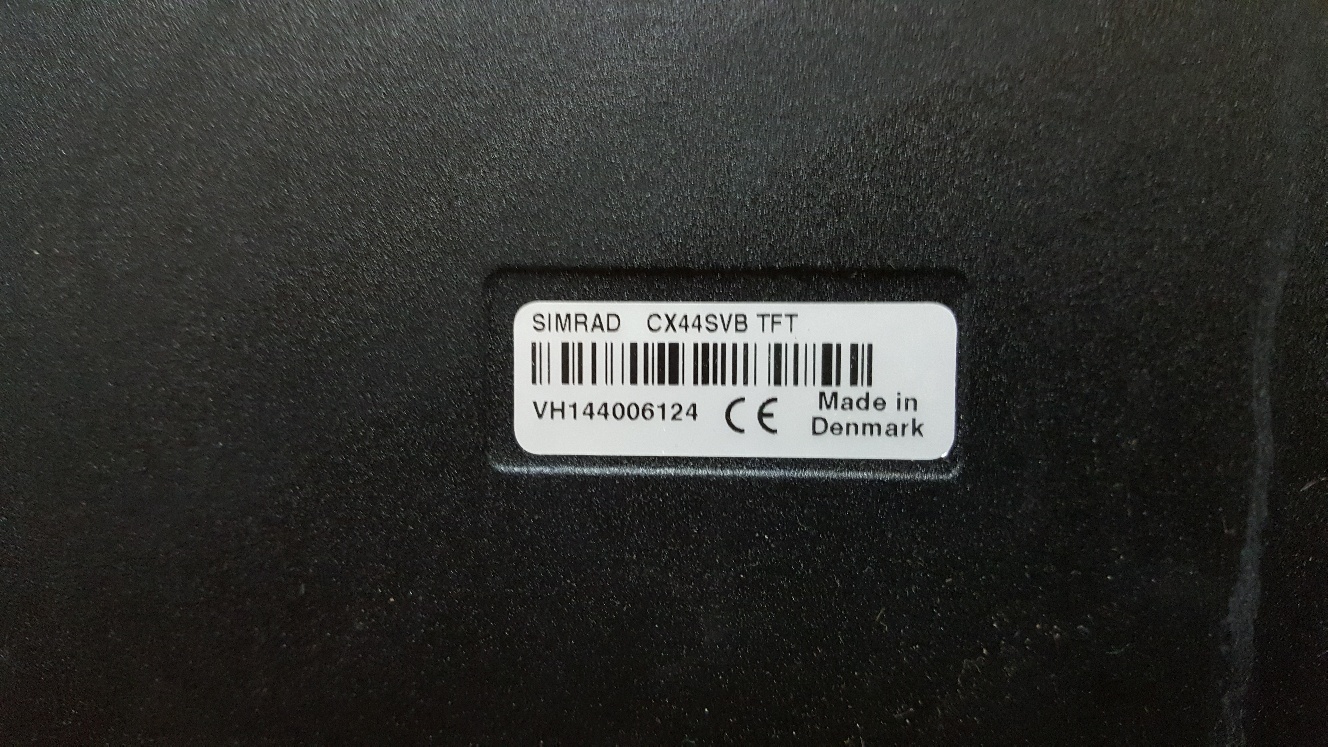 SIMRAD CX44SVB TFT
VH144006124 CE Made in
Denmark